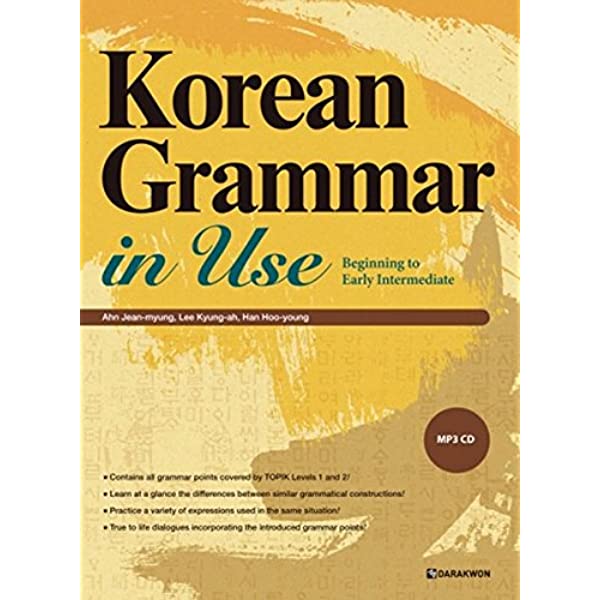 Korean
Grammar
in Use
Beginning to
Early Intermediate
Ahn Jean-myung, Lee Kyung-ah, Han Hoo-young
MP3 CD
Contains all grammar points covered by TOPIK Levels 1 and 2!
Learn at a glance the differences between similar grammatical constructions!
Practice a variety of expressions used in the same situation!
True to life dialogues incorporating the introduced grammar points!
DARAKWON